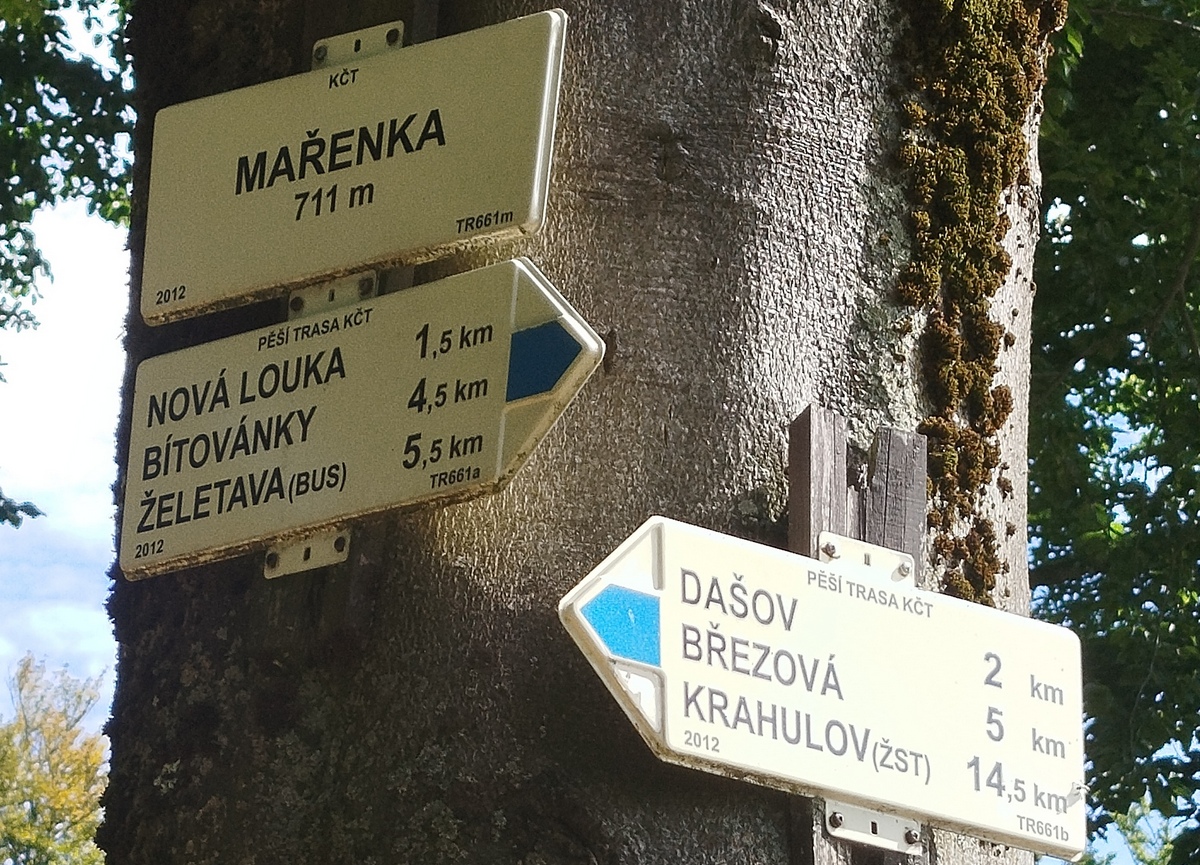 KČT
MAŘENKA
711 m
TR661m
2012
PĚŠÍ TRASA KČT
NOVÁ LOUKA 1,5 km
BÍTOVÁNKY 4,5 km
ŽELETAVA(BUS) 5,5 km
2012 TR661a
PĚŠÍ TRASA KČT
DAŠOV 2 km
BŘEZOVÁ 5 km
KRAHULOV(ŽST) 14,5 km
2012 TR661b